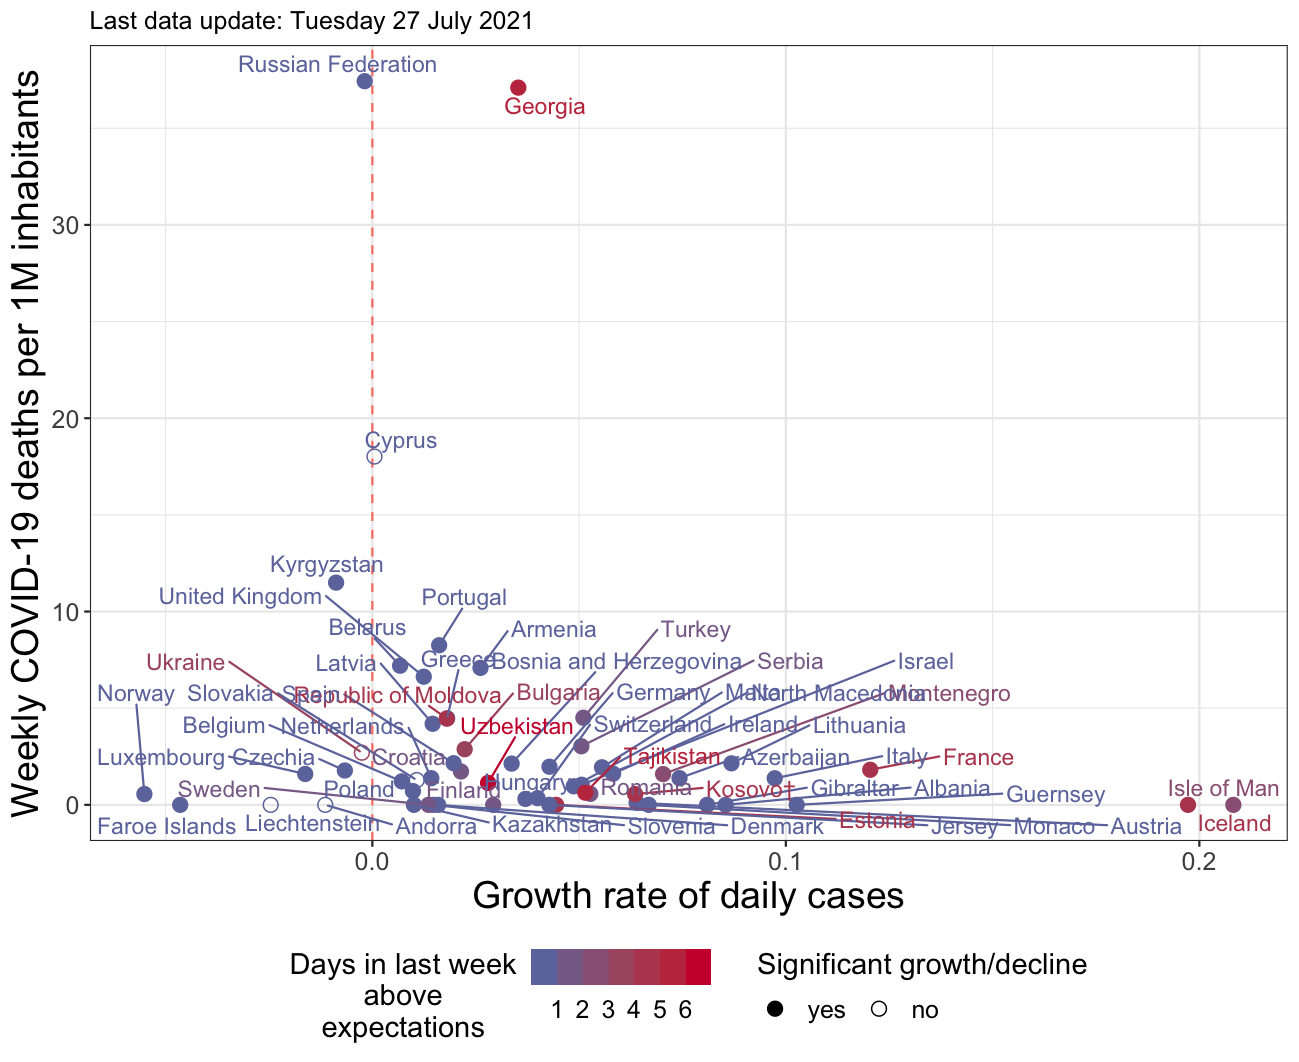 Last data update: Tuesday 27 July 2021
Weekly COVID-19 deaths per 1M inhabitants
30
20
10
0
Russian Federation
Georgia
Cyprus
Kyrgyzstan
United Kingdom
Portugal
Belarus
Armenia
Turkey
Ukraine
Latvia
Greece
Bosnia and Herzegovina
Serbia
Israel
Norway
Slovakia
Spain
Republic of Moldova
Bulgaria
Germany
Malta
North Macedonia
Montenegro
Belgium
Netherlands
Uzbekistan
Switzerland
Ireland
Lithuania
Luxembourg
Czechia
Croatia
Tajikistan
Azerbaijan
Italy
France
Sweden
Poland
Finland
Hungary
Romania
Kosovo†
Gibraltar
Albania
Guernsey
Isle of Man
Faroe Islands
Liechtenstein
Andorra
Kazakhstan
Slovenia
Denmark
Estonia
Jersey
Monaco
Austria
Iceland
0.0
0.1
0.2
Growth rate of daily cases
Days in last week
above
expectations
1 2 3 4 5 6
Significant growth/decline
yes
no